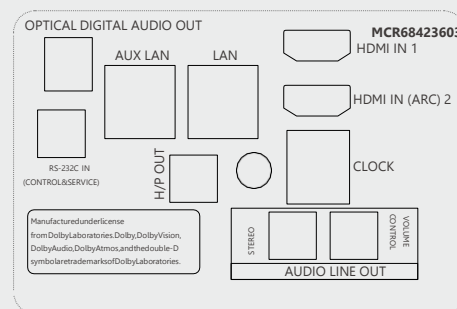 OPTICAL DIGITAL AUDIO OUT
MCR68423603
HDMI IN 1
AUX LAN
LAN
HDMI IN (ARC) 2
RS-232C IN
(CONTROL&SERVICE)
H/P OUT
CLOCK
Manufacturedunderlicense
fromDolbyLaboratories.Dolby,DolbyVision,
DolbyAudio,DolbyAtmos,andthedouble-D
symbolaretrademarksofDolbyLaboratories.
STEREO
VOLUME
CONTROL
AUDIO LINE OUT